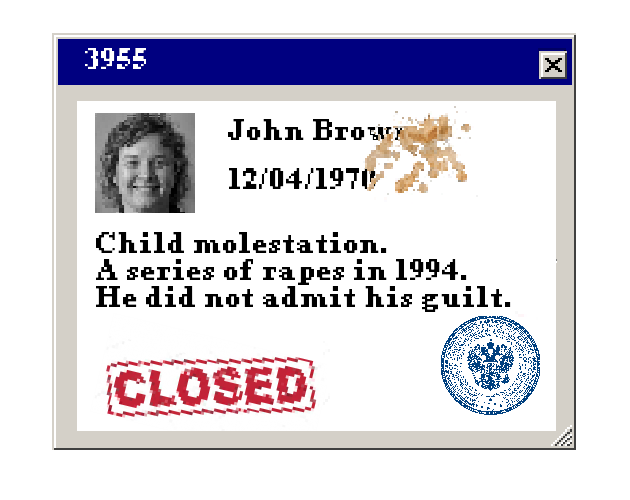 3955
John Brown
12/04/1970
Child molestation.
A series of rapes in 1994.
He did not admit his guilt.
CLOSED